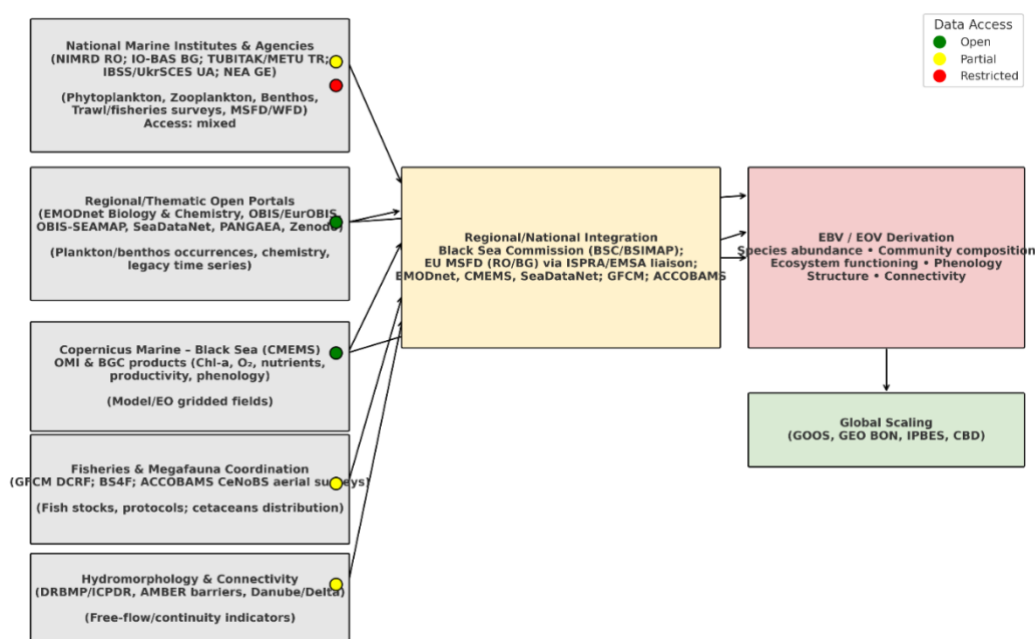 National Marine Institutes & Agencies
(NIMRD RO; IO-BAS BG; TUBITAK/METU TR;
IBSS/UkrSCES UA; NEA GE)
(Phytoplankton, Zooplankton, Benthos,
Trawl/fisheries surveys, MSFD/WFD)
Access: mixed
Regional/Thematic Open Portals
(EMODnet Biology & Chemistry, OBIS/EurOBIS,
OBIS-SEAMAP, SeaDataNet, PANGAEA, Zenodo)
(Plankton/benthos occurrences, chemistry,
legacy time series)
Copernicus Marine – Black Sea (CMEMS)
OMI & BGC products (Chl-a, O₂, nutrients,
productivity, phenology)
(Model/EO gridded fields)
Fisheries & Megafauna Coordination
(GFCM DCRF; BS4F; ACCOBAMS CeNoBS aerial surveys)
(Fish stocks, protocols; cetaceans distribution)
Hydromorphology & Connectivity
(DRBMP/ICPDR, AMBER barriers, Danube/Delta)
(Free-flow/continuity indicators)
Regional/National Integration
Black Sea Commission (BSC/BSIMAP);
EU MSFD (RO/BG) via ISPRA/EMSA liaison;
EMODnet, CMEMS, SeaDataNet; GFCM; ACCOBAMS
EBV / EOV Derivation
Species abundance • Community composition
Ecosystem functioning • Phenology
Structure • Connectivity
Global Scaling
(GOOS, GEO BON, IPBES, CBD)
Data Access
Open
Partial
Restricted